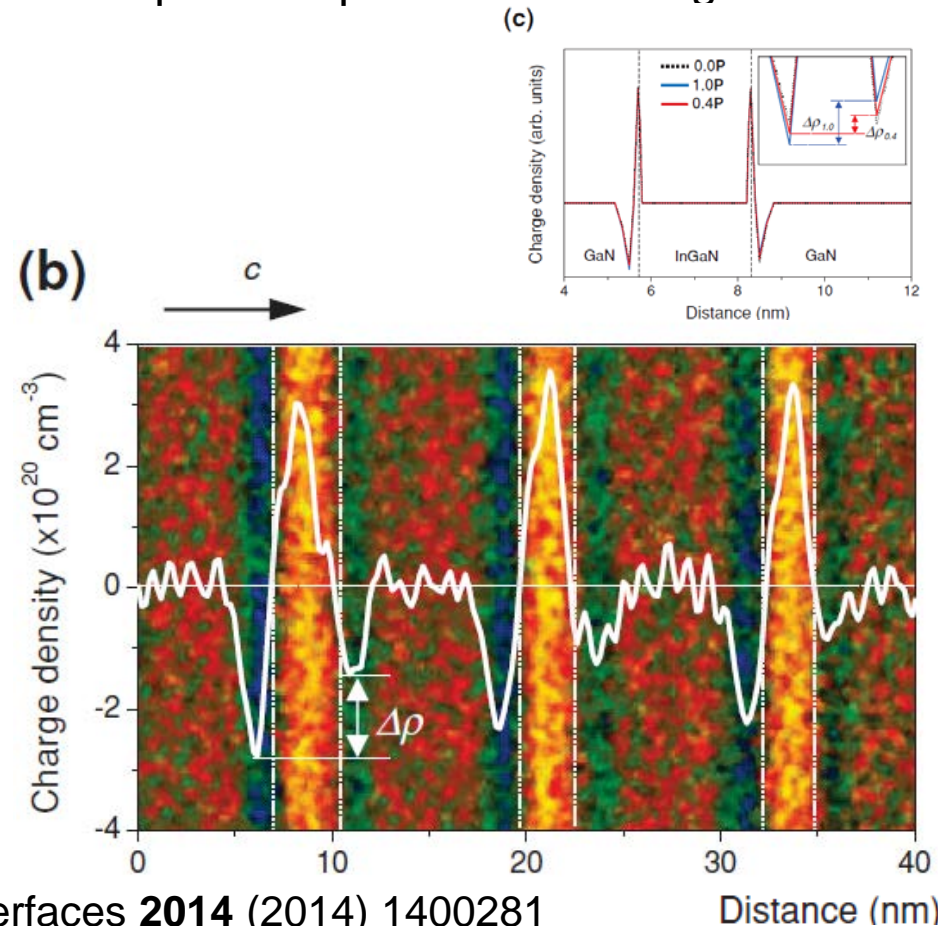 (c)
0.0P
1.0P
0.4P
Δρ1.0
Δρ0.4
Charge density (arb. units)
GaN
InGaN
GaN
4
6
8
10
12
Distance (nm)
(b)
c
Charge density (x10²⁰ cm⁻³)
4
2
0
-2
-4
Δρ
0
10
20
30
40
erfaces 2014 (2014) 1400281
Distance (nm)